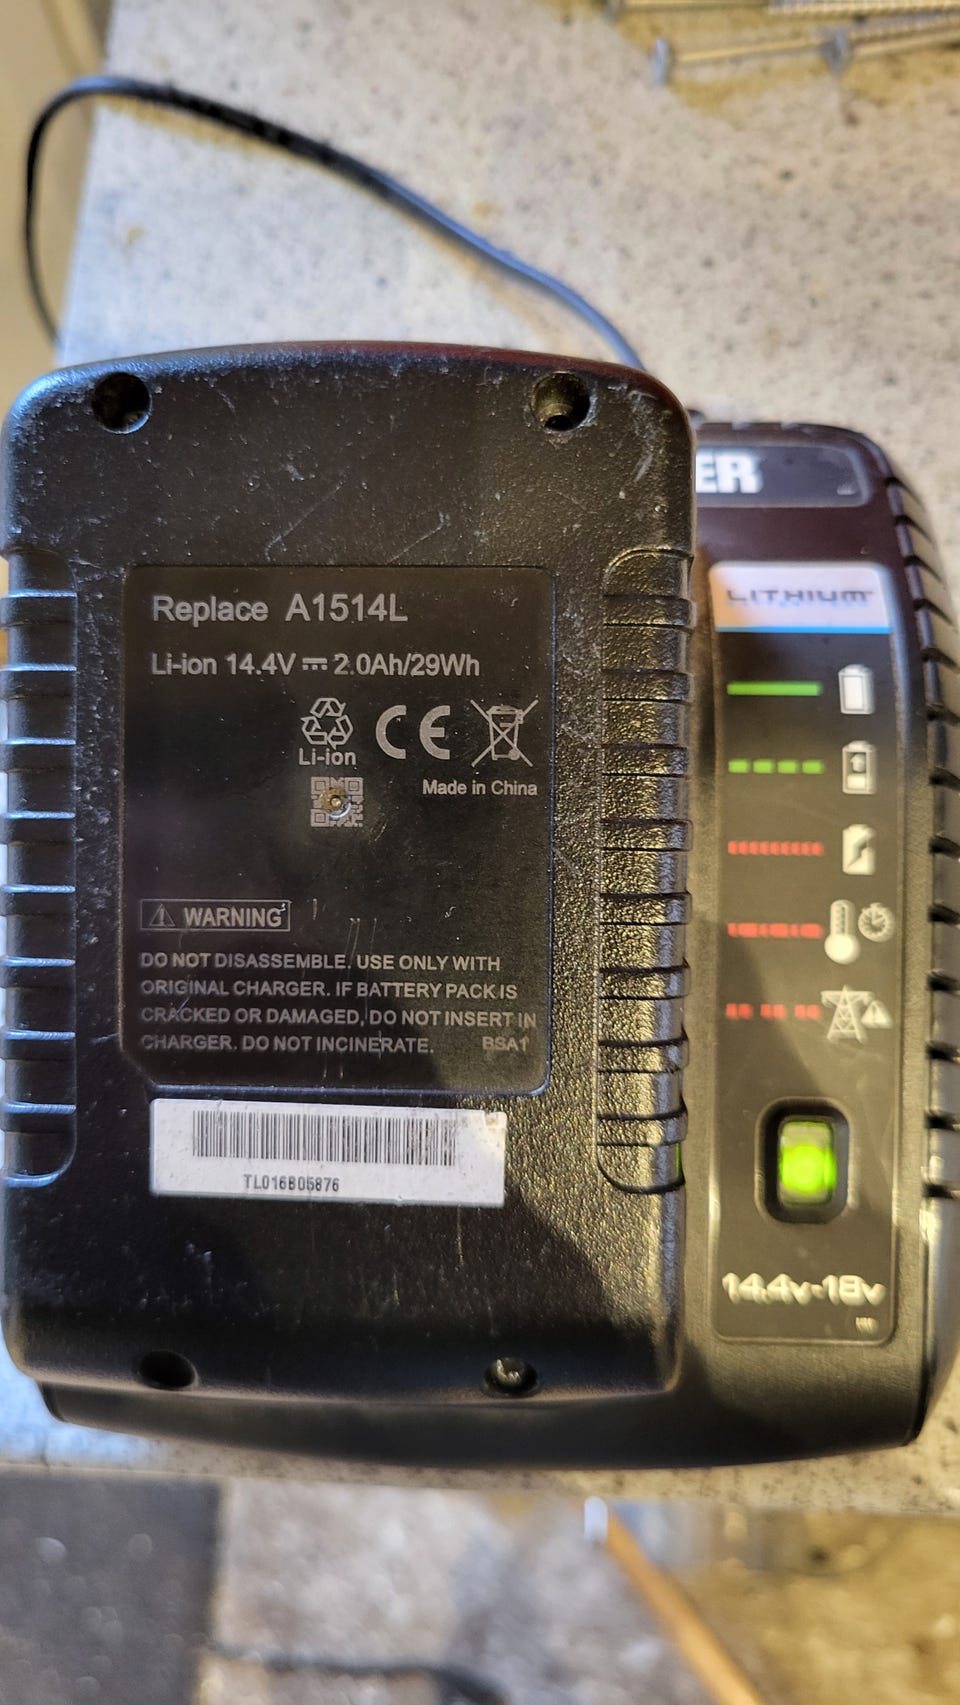 Replace A1514L
Li-ion 14.4V ⎓ 2.0Ah/29Wh
Li-ion
CE
Made in China
⚠ WARNING
DO NOT DISASSEMBLE. USE ONLY WITH
ORIGINAL CHARGER. IF BATTERY PACK IS
CRACKED OR DAMAGED, DO NOT INSERT IN
CHARGER. DO NOT INCINERATE. BSA1
TL016B05876
ER
LITHIUM
14.4v-18v